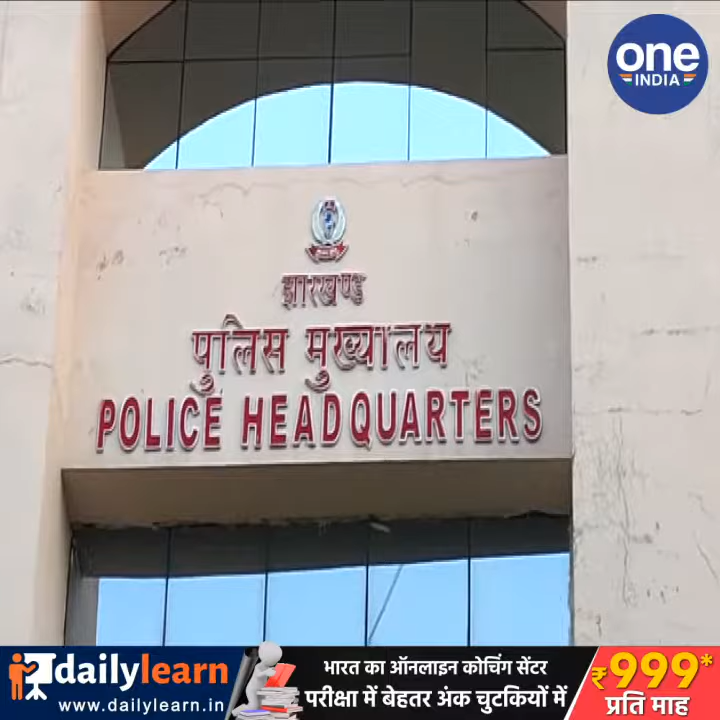 one
INDIA
झारखण्ड
पुलिस मुख्यालय
POLICE HEADQUARTERS
dailylearn
www.dailylearn.in
भारत का ऑनलाइन कोचिंग सेंटर
परीक्षा में बेहतर अंक चुटकियों में
₹999*
प्रति माह